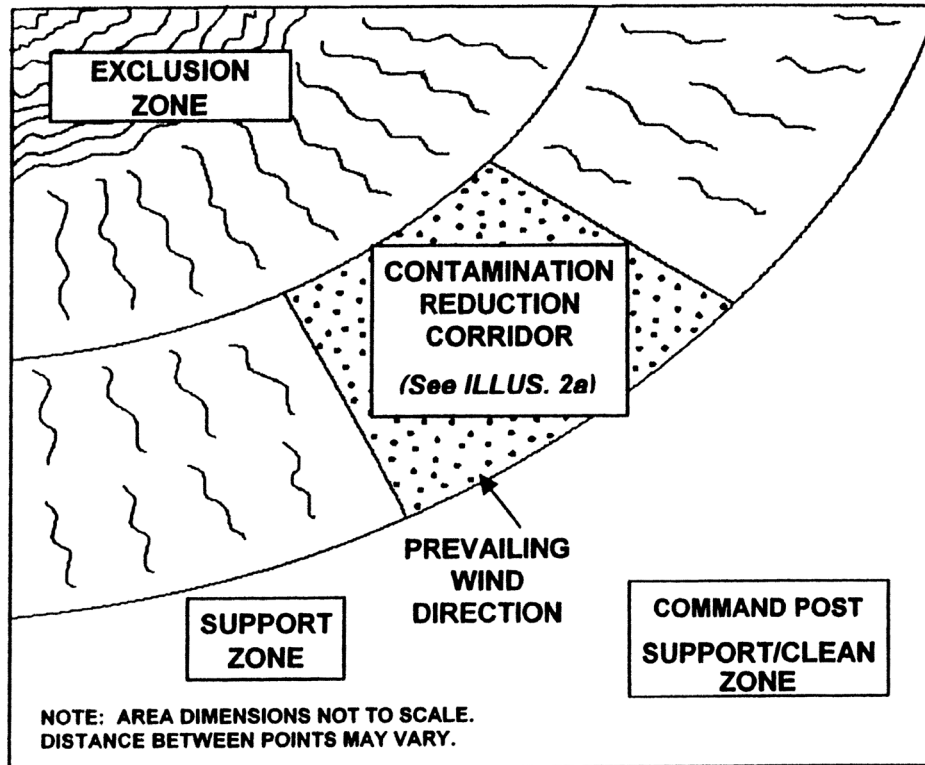 EXCLUSION
ZONE
CONTAMINATION
REDUCTION
CORRIDOR
(See ILLUS. 2a)
PREVAILING
WIND
DIRECTION
SUPPORT
ZONE
COMMAND POST
SUPPORT/CLEAN
ZONE
NOTE: AREA DIMENSIONS NOT TO SCALE.
DISTANCE BETWEEN POINTS MAY VARY.